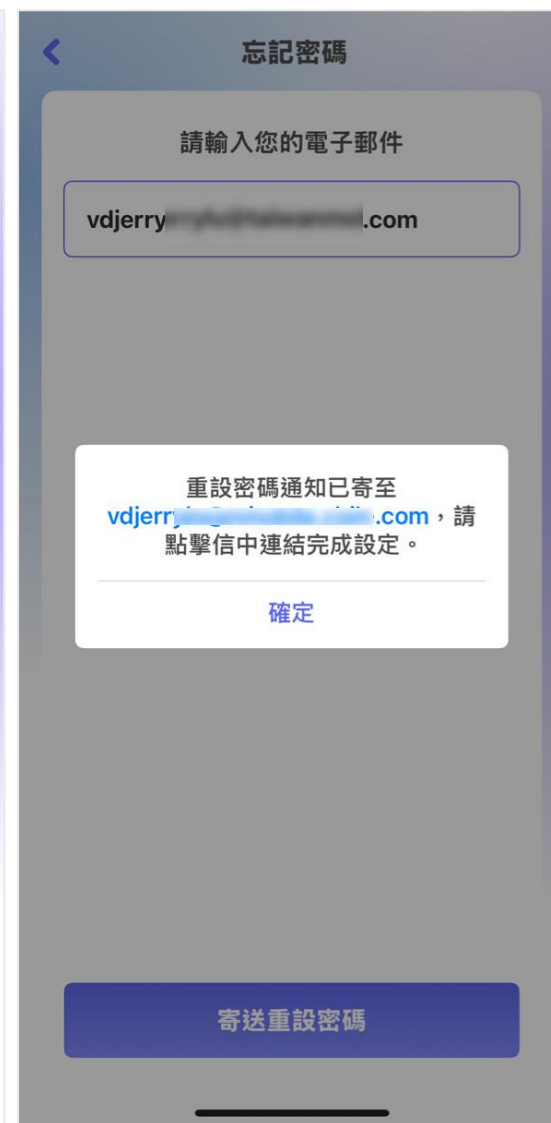 忘記密碼
請輸入您的電子郵件
vdjerry .com
重設密碼通知已寄至
vdjerr .com，請
點擊信中連結完成設定。
確定
寄送重設密碼